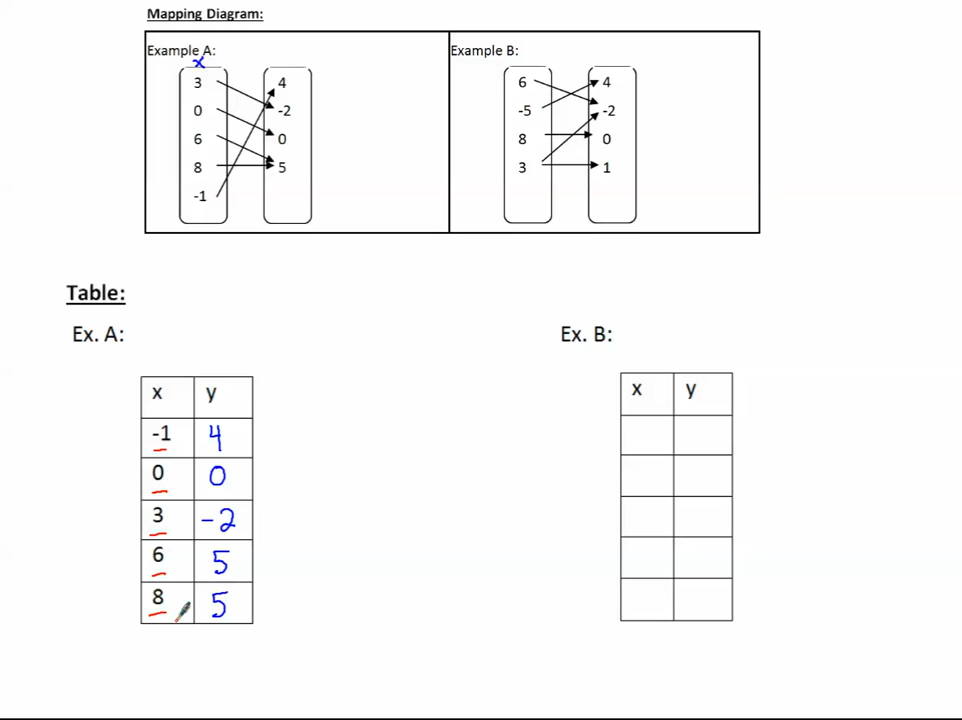 Mapping Diagram:
Example A:
x
3 4
0 -2
6 0
8 5
-1
Example B:
6 4
-5 -2
8 0
3 1
Table:
Ex. A:
x y
-1 4
0 0
3 -2
6 5
8 5
Ex. B:
x y